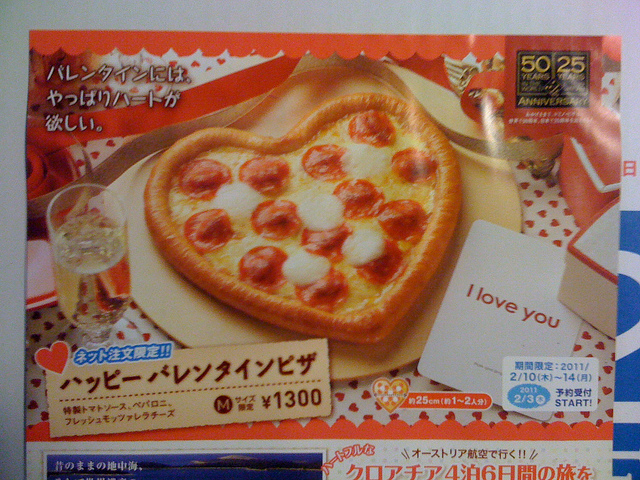 バレンタインには、
やっぱりハートが
欲しい。
50 YEARS
25 YEARS
ANNIVERSARY
I love you
ネット注文限定!!
ハッピーバレンタインピザ
特製トマトソース、ペパロニ、
フレッシュモッツァレラチーズ
M サイズ限定 ¥1300
約25cm(約1~2人分)
期間限定:2011/
2/10(木)~14(月)
2011 2/3 予約受付
START!
日
昔のままの地中海、
ハートフルな
オーストリア航空で行く!!
クロアチア4泊6日間の旅を